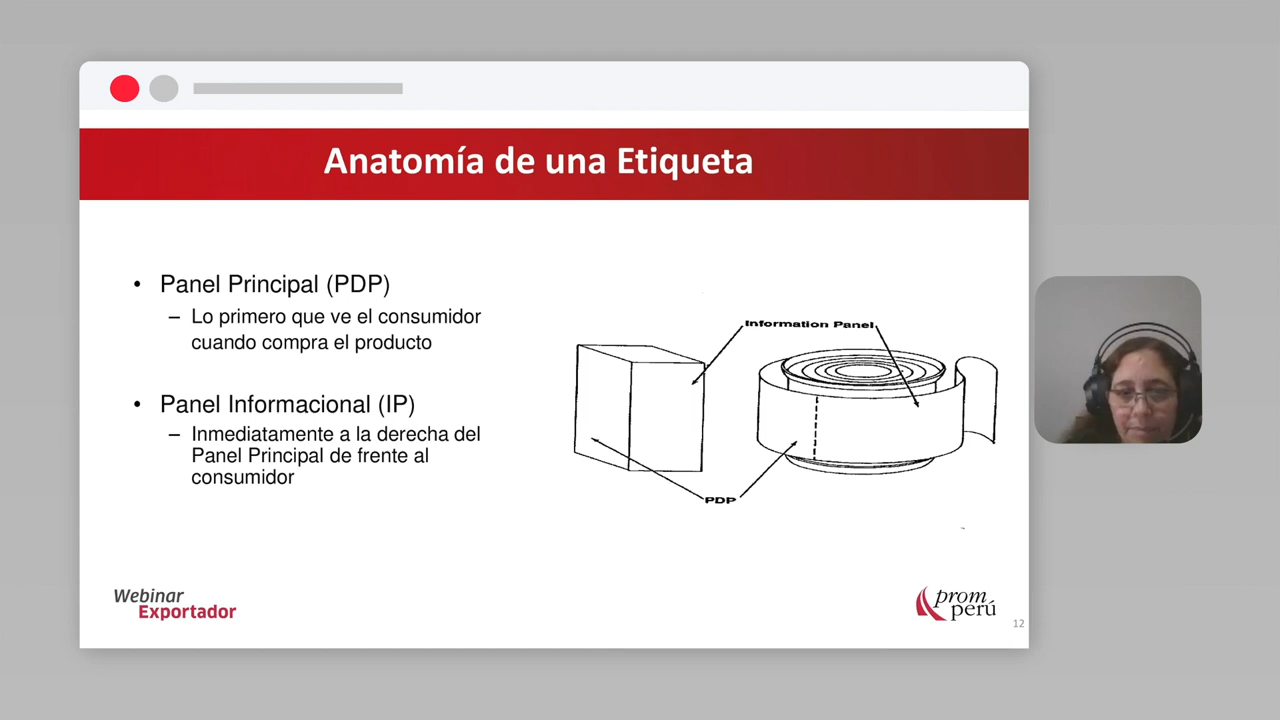 Anatomía de una Etiqueta
• Panel Principal (PDP)
– Lo primero que ve el consumidor
cuando compra el producto
• Panel Informacional (IP)
– Inmediatamente a la derecha del
Panel Principal de frente al
consumidor
Information Panel
PDP
Webinar
Exportador
prom
perú
12